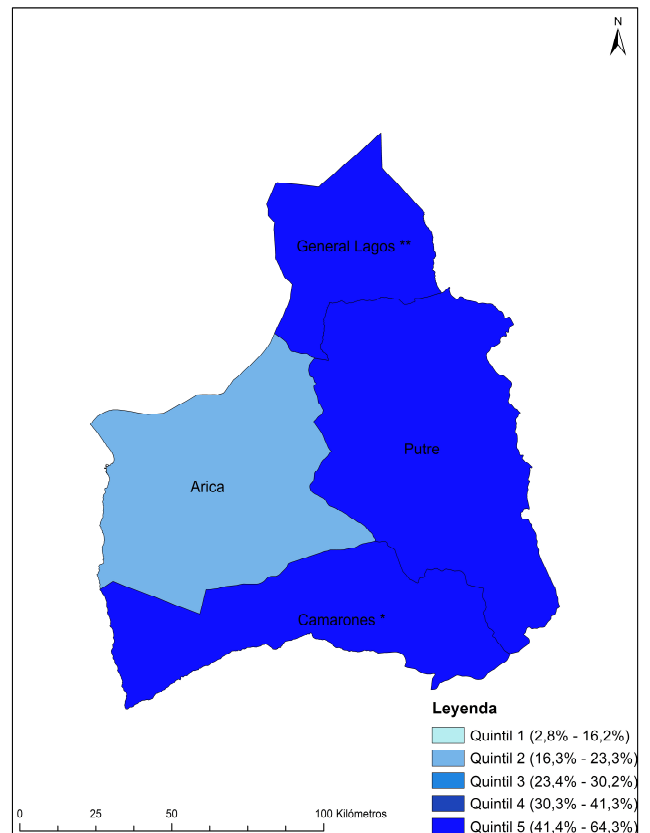 N
General Lagos **
Putre
Arica
Camarones *
Leyenda
Quintil 1 (2,8% - 16,2%)
Quintil 2 (16,3% - 23,3%)
Quintil 3 (23,4% - 30,2%)
Quintil 4 (30,3% - 41,3%)
Quintil 5 (41,4% - 64,3%)
0 25 50 100 Kilómetros